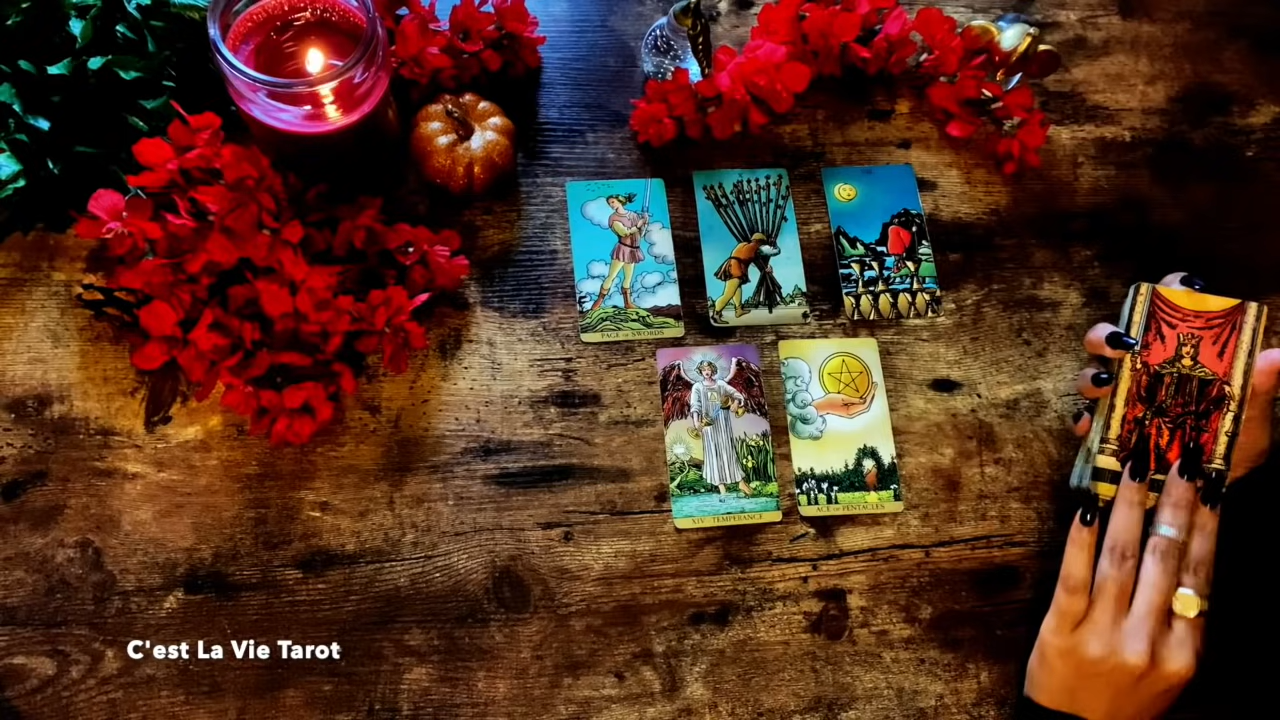 PAGE OF SWORDS
XIV TEMPERANCE
ACE OF PENTACLES
C'est La Vie Tarot